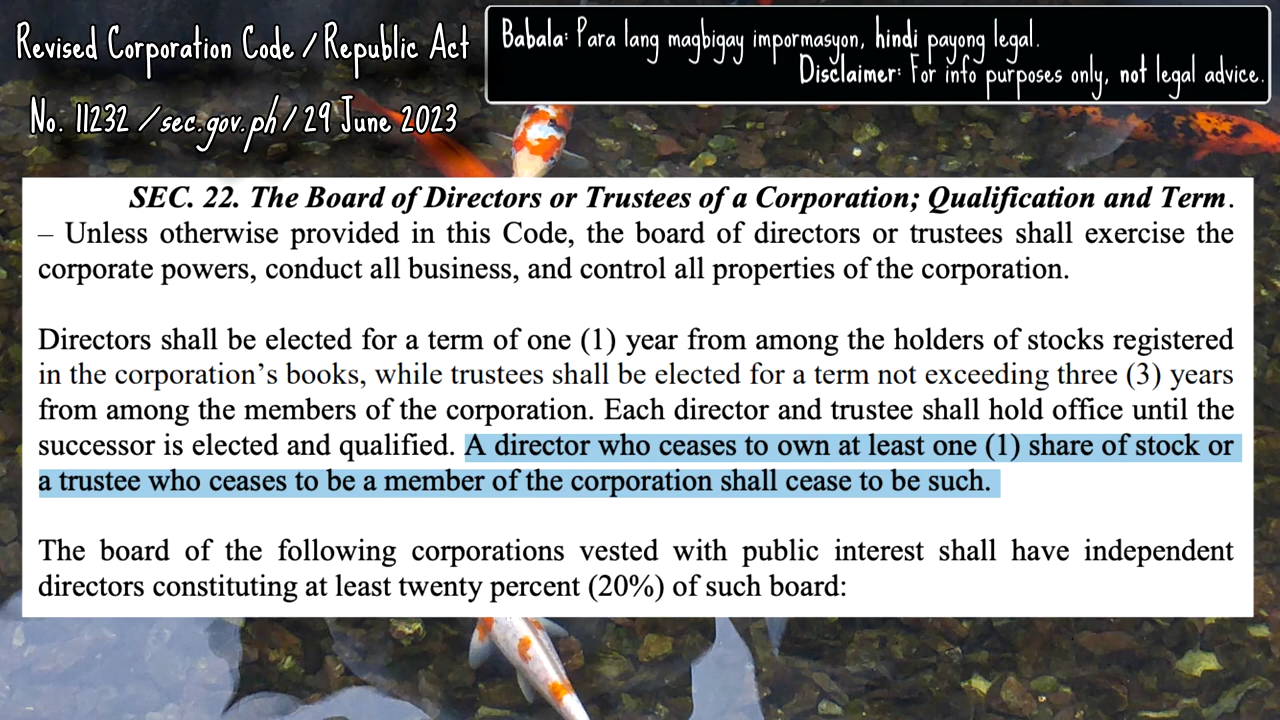 Revised Corporation Code / Republic Act
No. 11232 / sec.gov.ph / 29 June 2023
Babala: Para lang magbigay impormasyon, hindi payong legal.
Disclaimer: For info purposes only, not legal advice.
SEC. 22. The Board of Directors or Trustees of a Corporation; Qualification and Term.
– Unless otherwise provided in this Code, the board of directors or trustees shall exercise the
corporate powers, conduct all business, and control all properties of the corporation.
Directors shall be elected for a term of one (1) year from among the holders of stocks registered
in the corporation’s books, while trustees shall be elected for a term not exceeding three (3) years
from among the members of the corporation. Each director and trustee shall hold office until the
successor is elected and qualified. A director who ceases to own at least one (1) share of stock or
a trustee who ceases to be a member of the corporation shall cease to be such.
The board of the following corporations vested with public interest shall have independent
directors constituting at least twenty percent (20%) of such board: